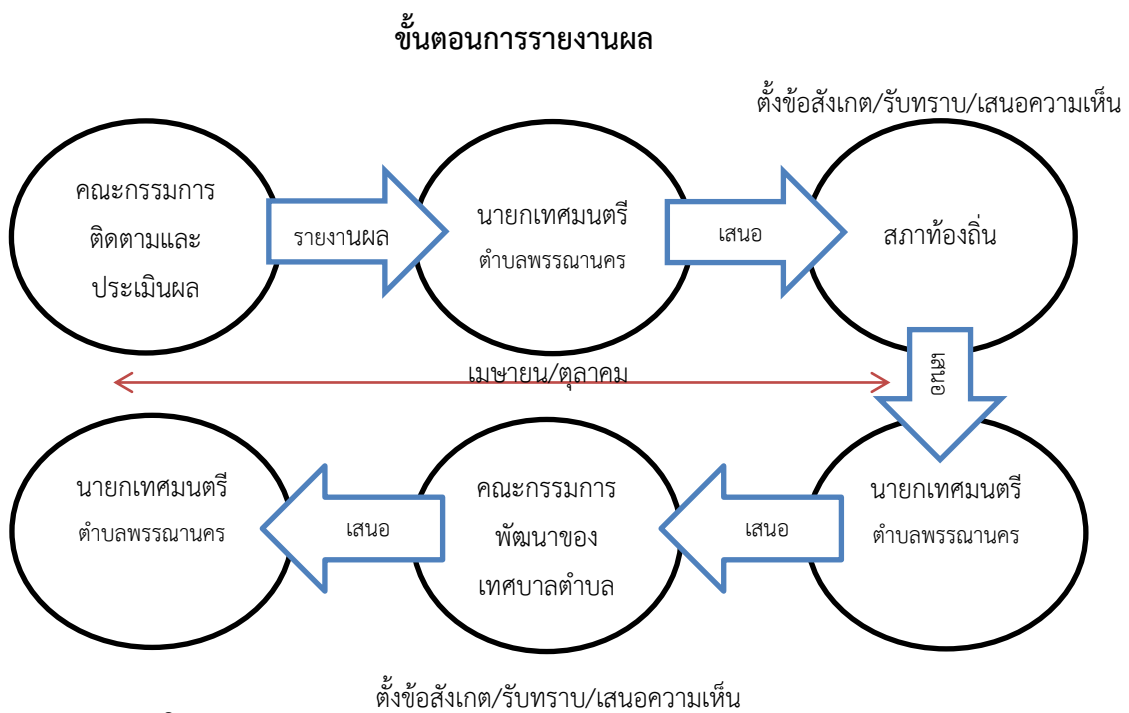 ขั้นตอนการรายงานผล
ตั้งข้อสังเกต/รับทราบ/เสนอความเห็น
คณะกรรมการ
ติดตามและ
ประเมินผล
รายงานผล
นายกเทศมนตรี
ตำบลพรรณานคร
เสนอ
สภาท้องถิ่น
เสนอ
เมษายน/ตุลาคม
นายกเทศมนตรี
ตำบลพรรณานคร
เสนอ
คณะกรรมการ
พัฒนาของ
เทศบาลตำบล
เสนอ
นายกเทศมนตรี
ตำบลพรรณานคร
ตั้งข้อสังเกต/รับทราบ/เสนอความเห็น